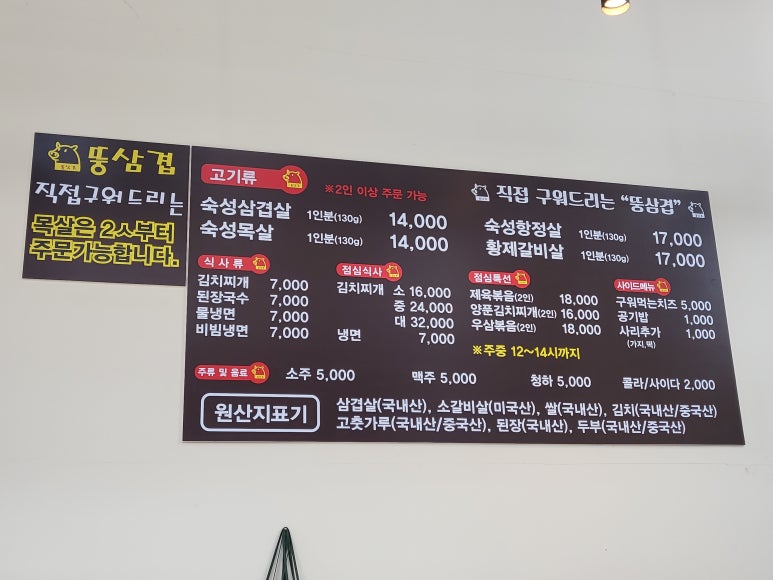 뚱삼겹
직접구워드리는
목살은 2人부터
주문가능합니다.
고기류
※2인 이상 주문 가능
직접 구워드리는 “뚱삼겹”
숙성삼겹살 1인분(130g) 14,000
숙성목살 1인분(130g) 14,000
숙성항정살 1인분(130g) 17,000
황제갈비살 1인분(130g) 17,000
식사류
김치찌개 7,000
된장국수 7,000
물냉면 7,000
비빔냉면 7,000
점심식사
김치찌개 소 16,000
중 24,000
대 32,000
냉면 7,000
점심특선
제육볶음(2인) 18,000
양푼김치찌개(2인) 16,000
우삼볶음(2인) 18,000
※주중 12~14시까지
사이드메뉴
구워먹는치즈 5,000
공기밥 1,000
사리추가 1,000
(가지,떡)
주류 및 음료 소주 5,000 맥주 5,000 청하 5,000 콜라/사이다 2,000
원산지표기
삼겹살(국내산), 소갈비살(미국산), 쌀(국내산), 김치(국내산/중국산)
고춧가루(국내산/중국산), 된장(국내산), 두부(국내산/중국산)